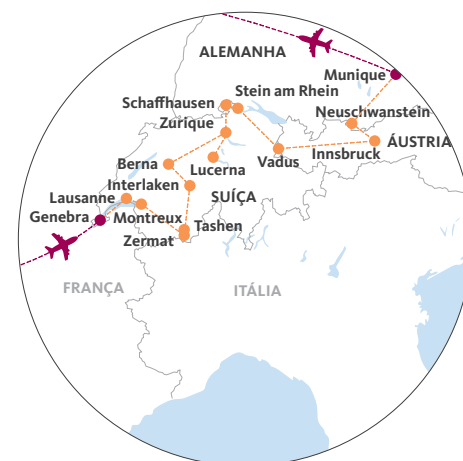 ALEMANHA
Munique
Stein am Rhein
Schaffhausen
Neuschwanstein
Zurique
ÁUSTRIA
Innsbruck
Vadus
Berna
Lucerna
Interlaken
SUÍÇA
Lausanne
Genebra
Montreux
Tashen
Zermat
FRANÇA
ITÁLIA